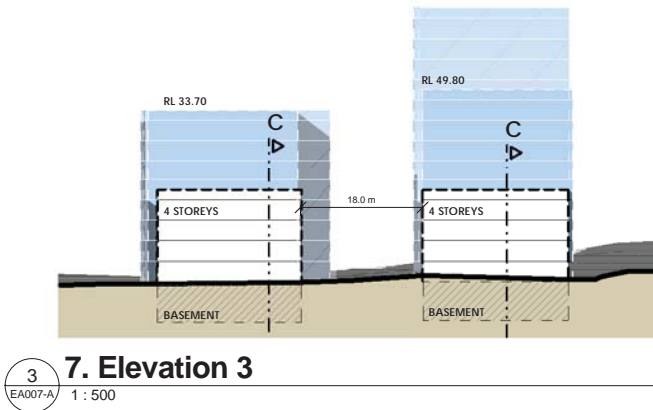 RL 49.80
RL 33.70
C
C
18.0 m
4 STOREYS
4 STOREYS
BASEMENT
BASEMENT
3
EA007-A
7. Elevation 3
1 : 500